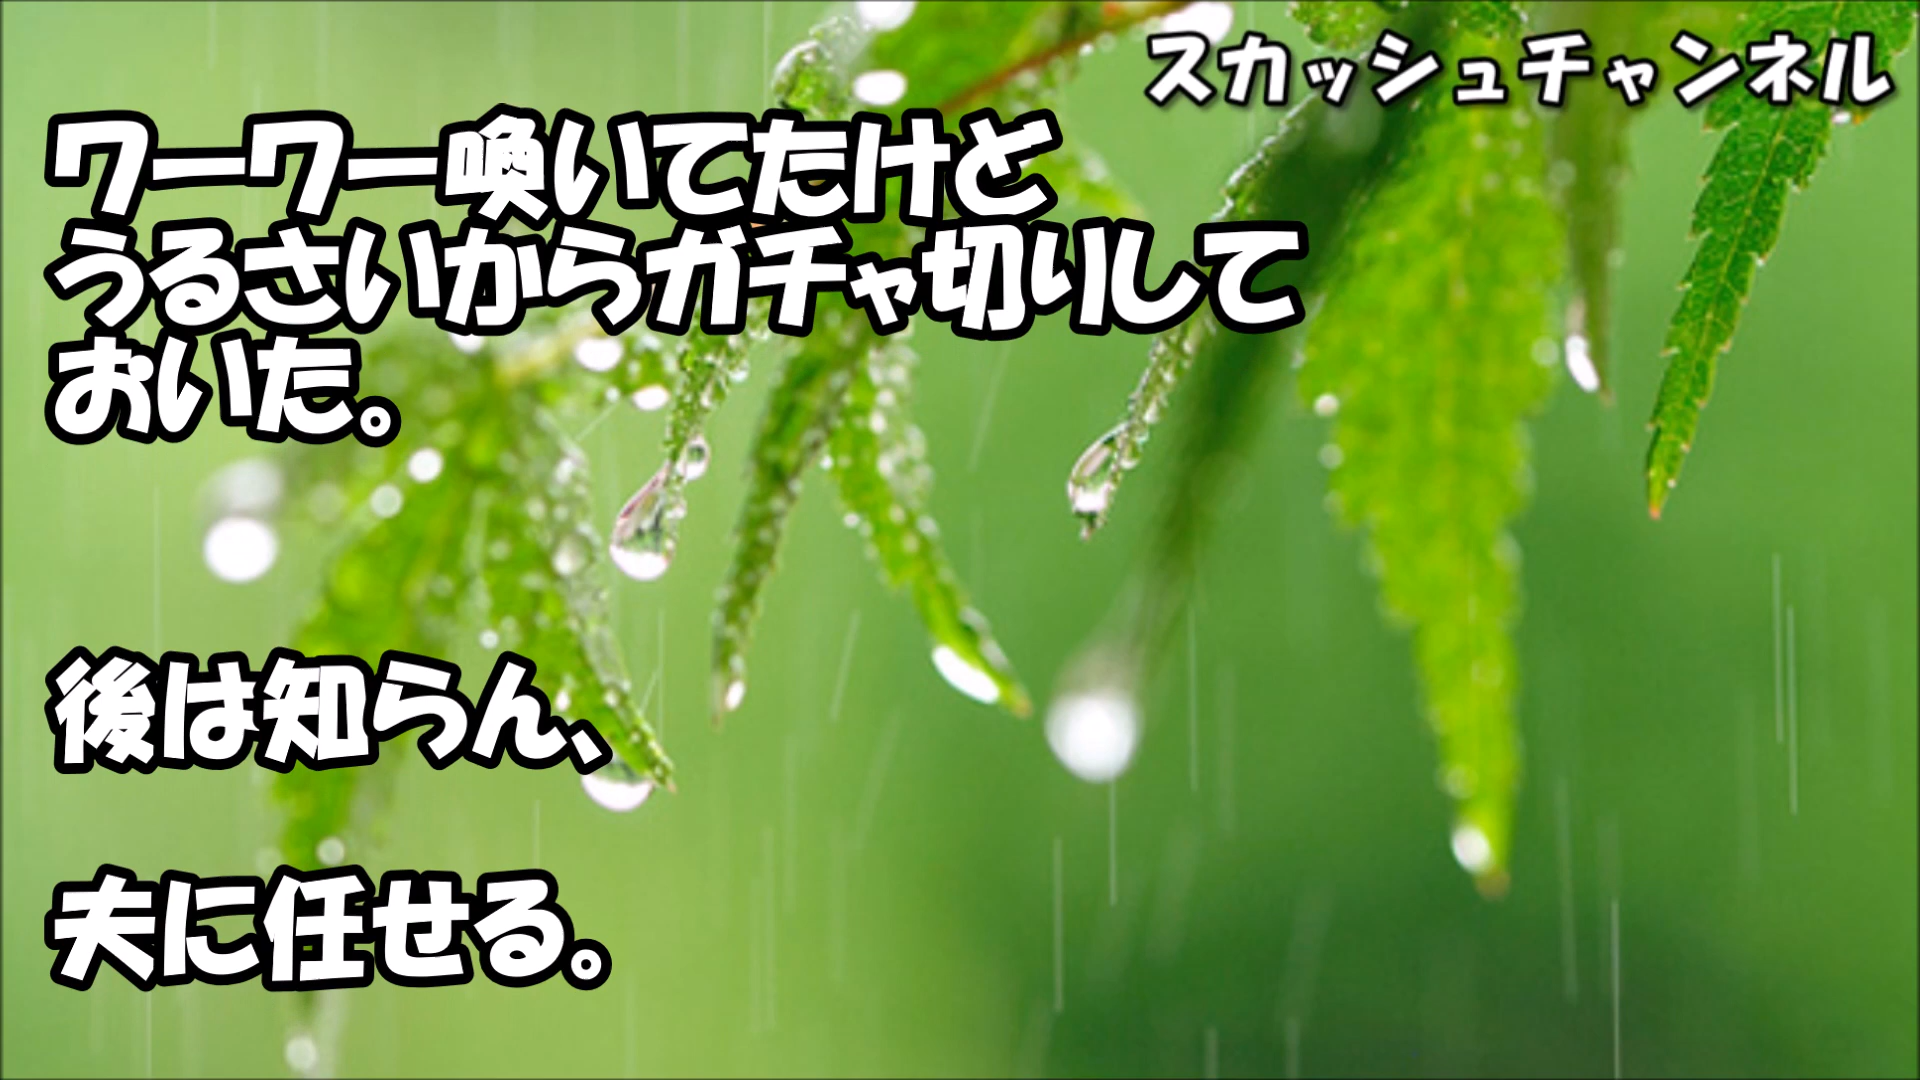 スカッシュチャンネル
ワーワー喚いてたけど
うるさいからガチャ切りして
おいた。
後は知らん、
夫に任せる。